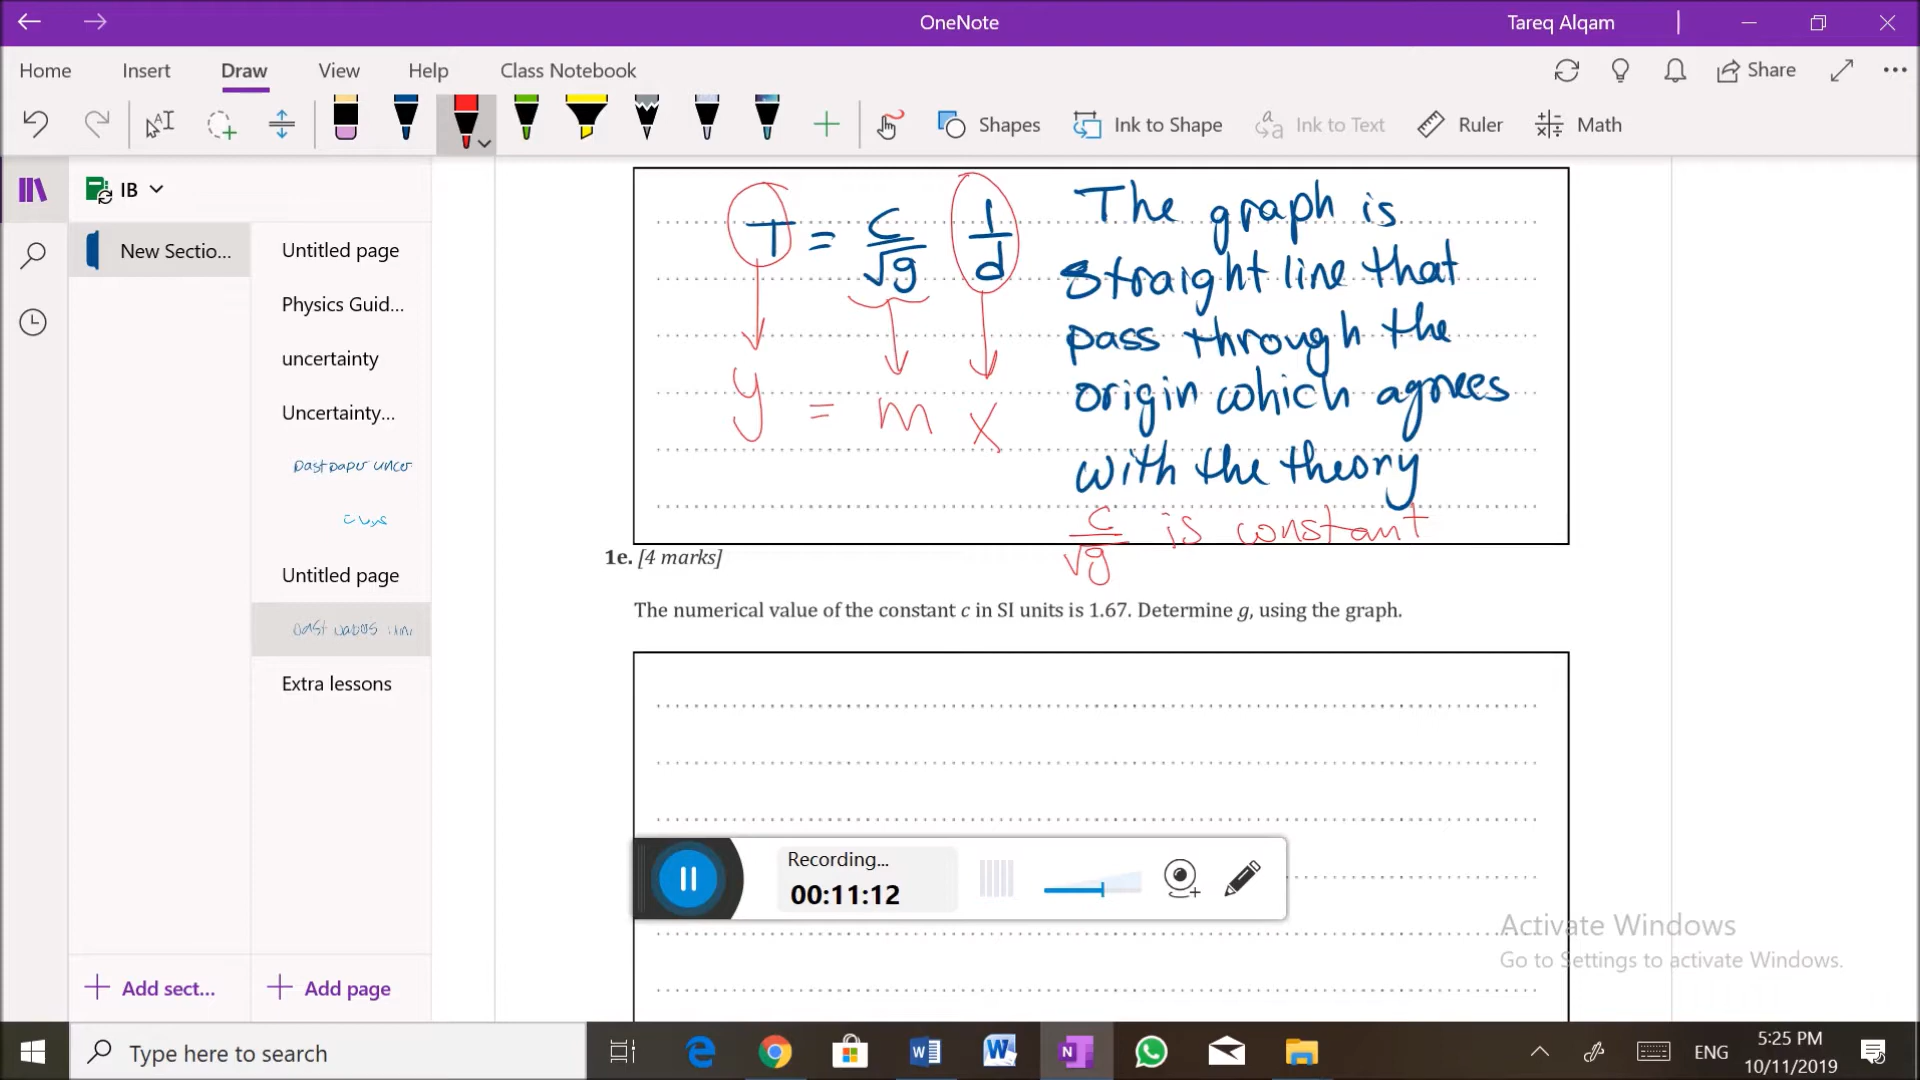 OneNote
Tareq Alqam
Home Insert Draw View Help Class Notebook
Share
Shapes Ink to Shape Ink to Text Ruler Math
IB
New Sectio...
Untitled page
Physics Guid...
uncertainty
Uncertainty...
Past paper uncer
Untitled page
Extra lessons
Add sect...
Add page
T = c/√g 1/d
y = m x
The graph is
straight line that
pass through the
origin which agrees
with the theory
c/√g is constant
1e. [4 marks]
The numerical value of the constant c in SI units is 1.67. Determine g, using the graph.
Recording...
00:11:12
Activate Windows
Go to Settings to activate Windows.
Type here to search
ENG
5:25 PM
10/11/2019